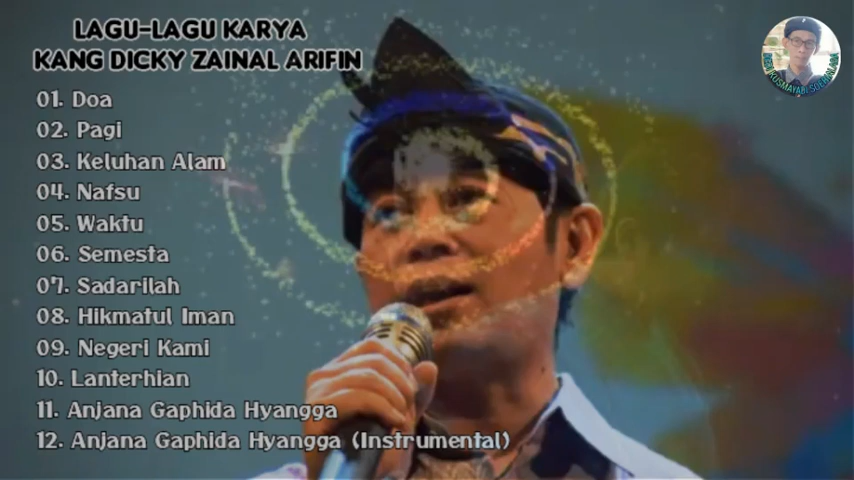 LAGU-LAGU KARYA
KANG DICKY ZAINAL ARIFIN
01. Doa
02. Pagi
03. Keluhan Alam
04. Nafsu
05. Waktu
06. Semesta
07. Sadarilah
08. Hikmatul Iman
09. Negeri Kami
10. Lanterhian
11. Anjana Gaphida Hyangga
12. Anjana Gaphida Hyangga (Instrumental)